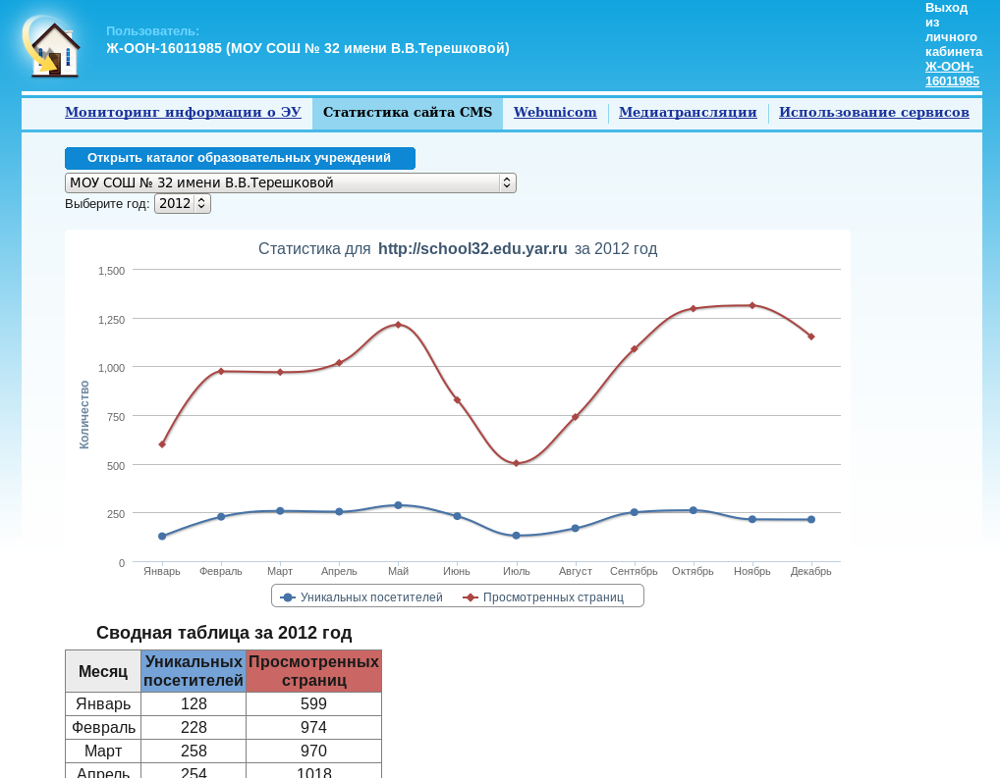 Пользователь:
Ж-ООН-16011985 (МОУ СОШ № 32 имени В.В.Терешковой)
Выход
из
личного
кабинета
Ж-ООН-
16011985
Мониторинг информации о ЭУ Статистика сайта CMS Webunicom Медиатрансляции Использование сервисов
Открыть каталог образовательных учреждений
МОУ СОШ № 32 имени В.В.Терешковой
Выберите год: 2012
Статистика для http://school32.edu.yar.ru за 2012 год
Количество
1,500
1,250
1,000
750
500
250
0
Январь Февраль Март Апрель Май Июнь Июль Август Сентябрь Октябрь Ноябрь Декабрь
Уникальных посетителей Просмотренных страниц
Сводная таблица за 2012 год
Месяц Уникальных посетителей Просмотренных страниц
Январь 128 599
Февраль 228 974
Март 258 970
Апрель 254 1018